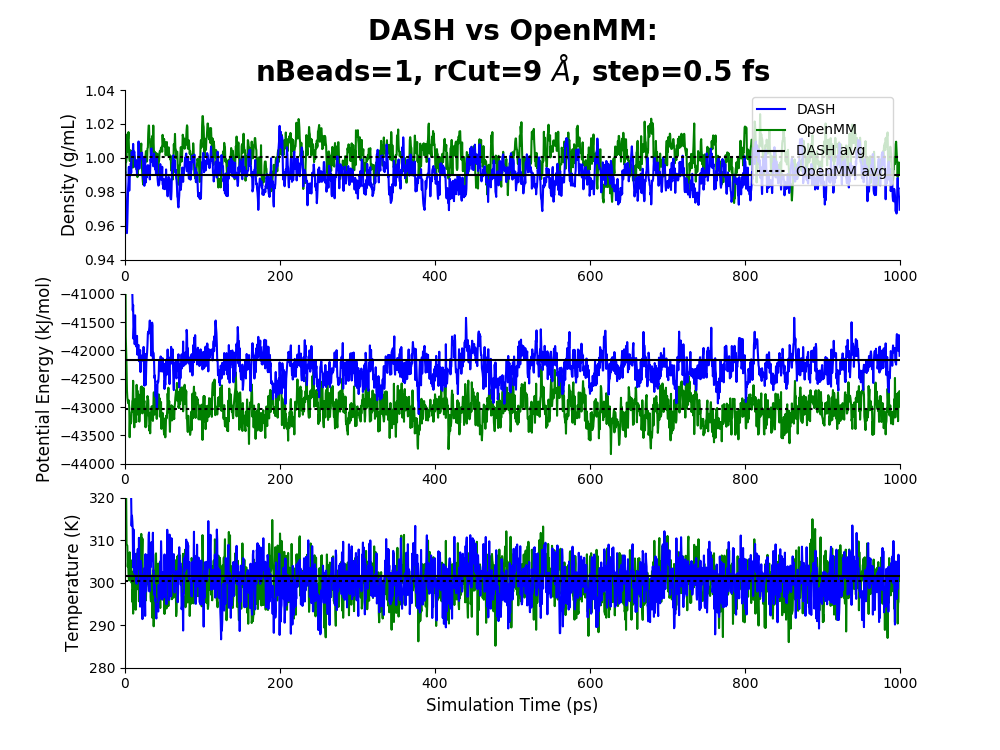 DASH vs OpenMM:
nBeads=1, rCut=9 Å, step=0.5 fs
Density (g/mL)
1.04
1.02
1.00
0.98
0.96
0.94
DASH
OpenMM
DASH avg
OpenMM avg
0 200 400 600 800 1000
Potential Energy (kJ/mol)
−41000
−41500
−42000
−42500
−43000
−43500
−44000
0 200 400 600 800 1000
Temperature (K)
320
310
300
290
280
0 200 400 600 800 1000
Simulation Time (ps)